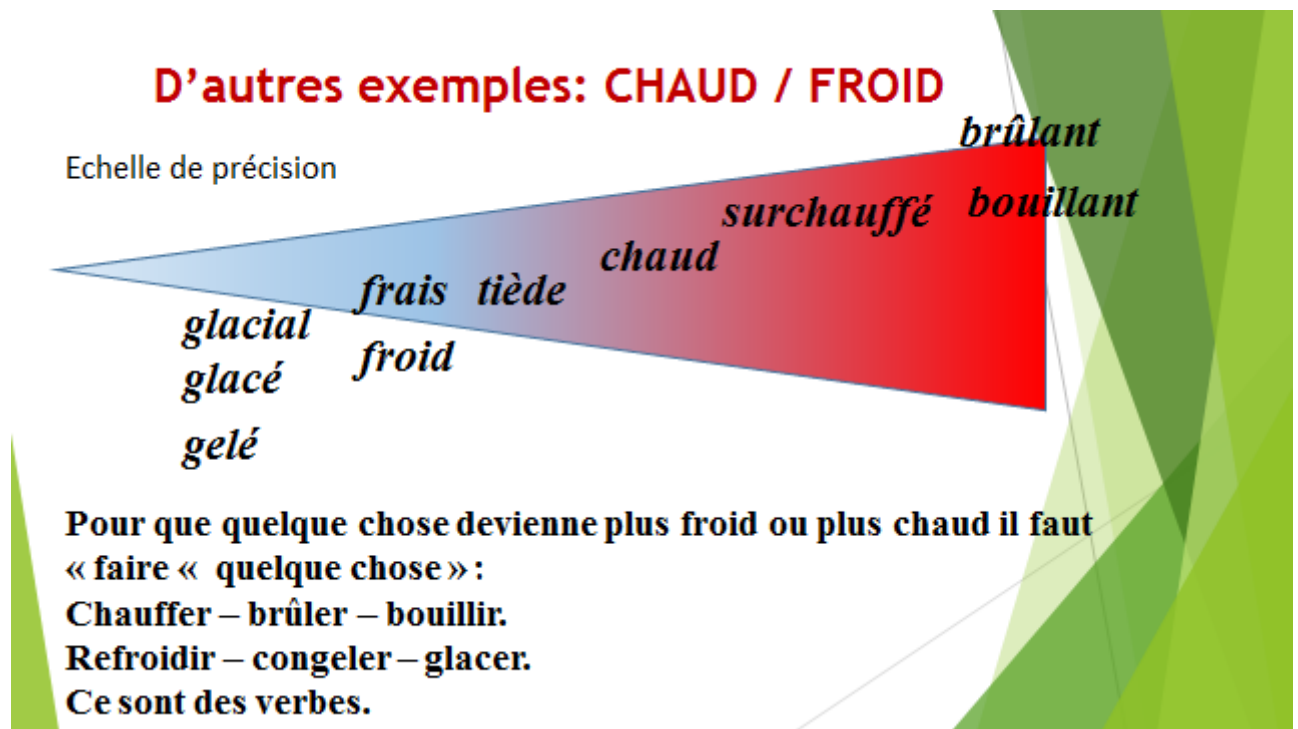 D'autres exemples: CHAUD / FROID
Echelle de précision
brûlant
surchauffé
bouillant
chaud
frais
tiède
glacial
froid
glacé
gelé
Pour que quelque chose devienne plus froid ou plus chaud il faut
« faire « quelque chose » :
Chauffer – brûler – bouillir.
Refroidir – congeler – glacer.
Ce sont des verbes.